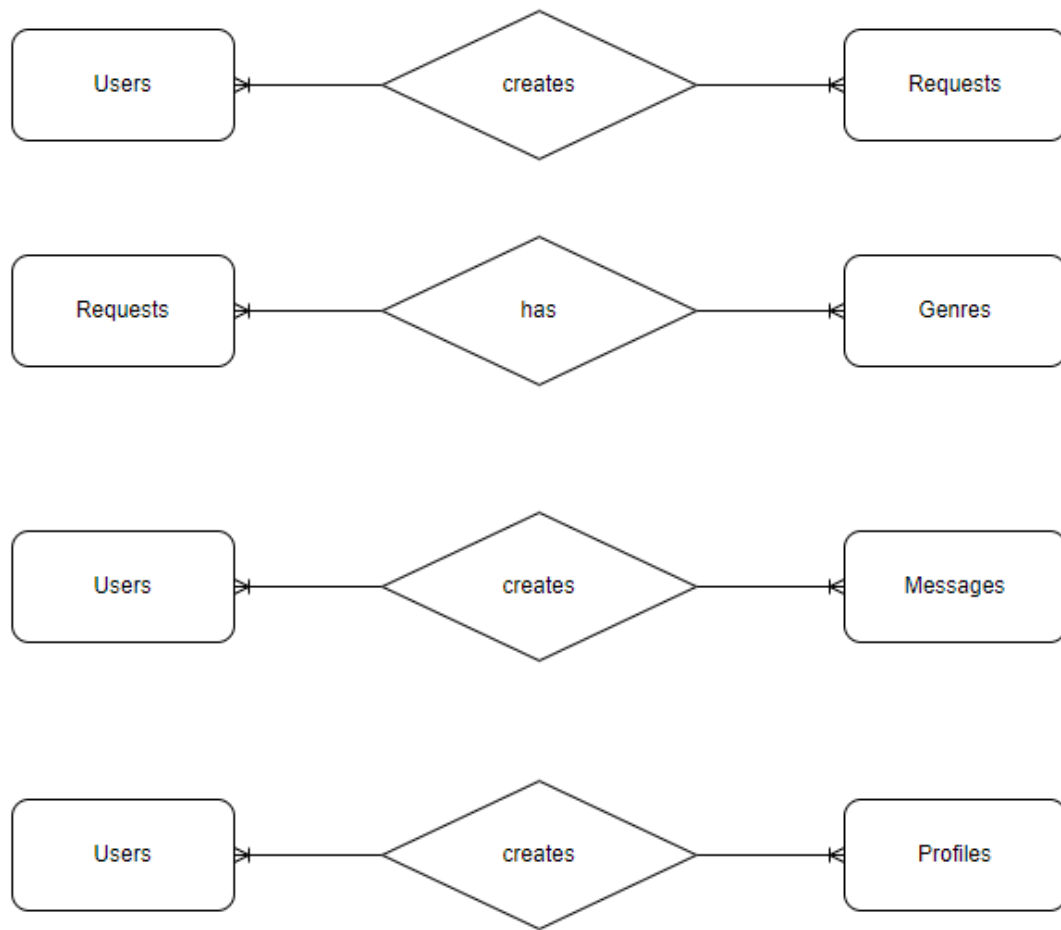 Users
creates
Requests
Requests
has
Genres
Users
creates
Messages
Users
creates
Profiles